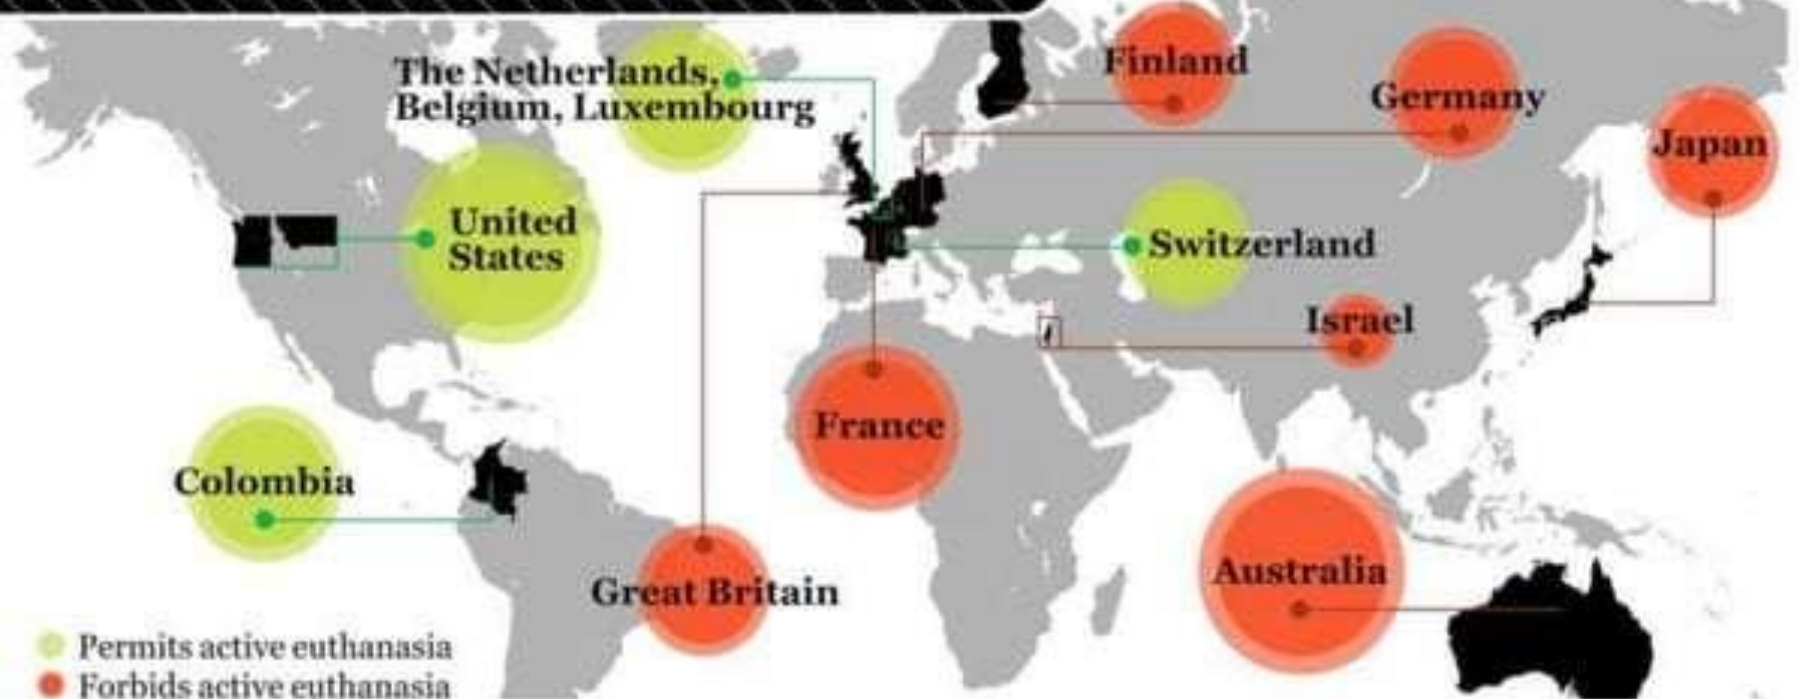 The Netherlands,
Belgium, Luxembourg
Finland
Germany
Japan
United
States
Switzerland
Israel
France
Colombia
Great Britain
Australia
Permits active euthanasia
Forbids active euthanasia